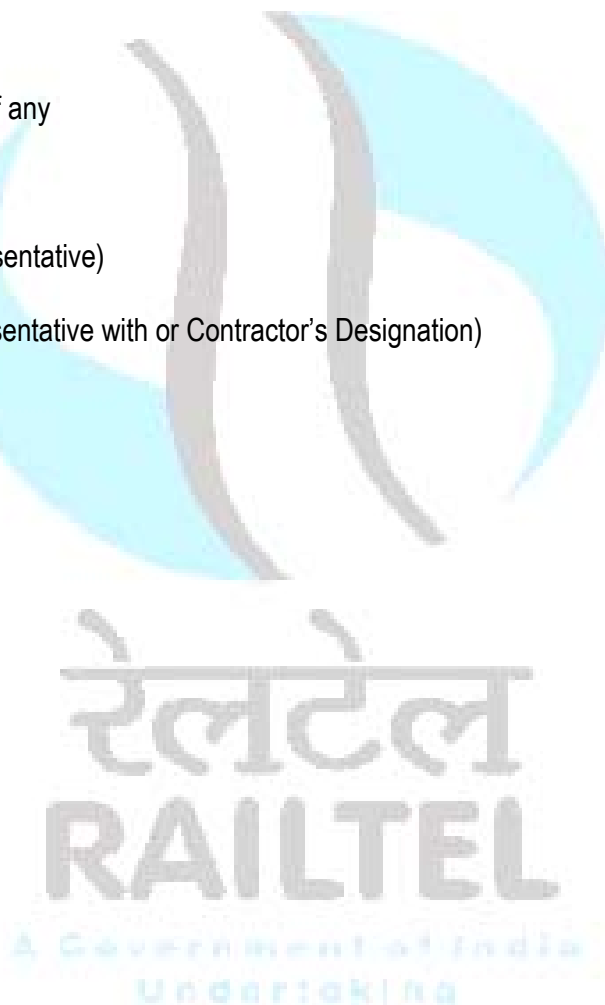 f any
sentative)
sentative with or Contractor's Designation)
रेलटेल
RAILTEL
A Government of India
Undertaking